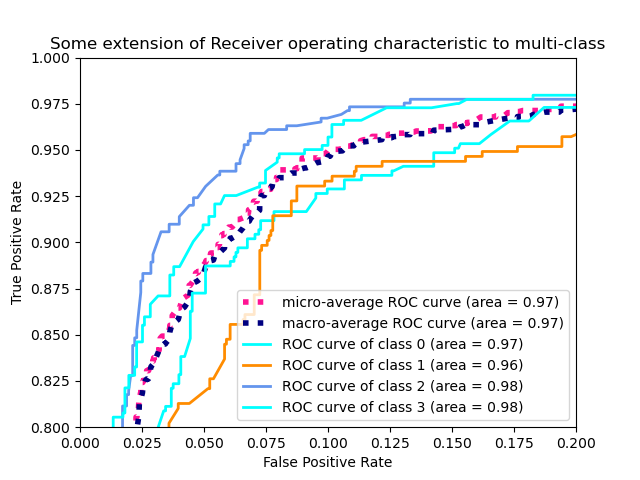 Some extension of Receiver operating characteristic to multi-class
1.000
0.975
0.950
0.925
0.900
0.875
0.850
0.825
0.800
True Positive Rate
micro-average ROC curve (area = 0.97)
macro-average ROC curve (area = 0.97)
ROC curve of class 0 (area = 0.97)
ROC curve of class 1 (area = 0.96)
ROC curve of class 2 (area = 0.98)
ROC curve of class 3 (area = 0.98)
0.000 0.025 0.050 0.075 0.100 0.125 0.150 0.175 0.200
False Positive Rate